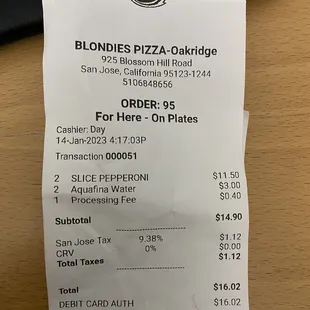 BLONDIES PIZZA-Oakridge
925 Blossom Hill Road
San Jose, California 95123-1244
5106848656
ORDER: 95
For Here - On Plates
Cashier: Day
14-Jan-2023 4:17:03P
Transaction 000051
2 SLICE PEPPERONI $11.50
2 Aquafina Water $3.00
1 Processing Fee $0.40
Subtotal $14.90
San Jose Tax 9.38% $1.12
CRV 0% $0.00
Total Taxes $1.12
Total $16.02
DEBIT CARD AUTH $16.02